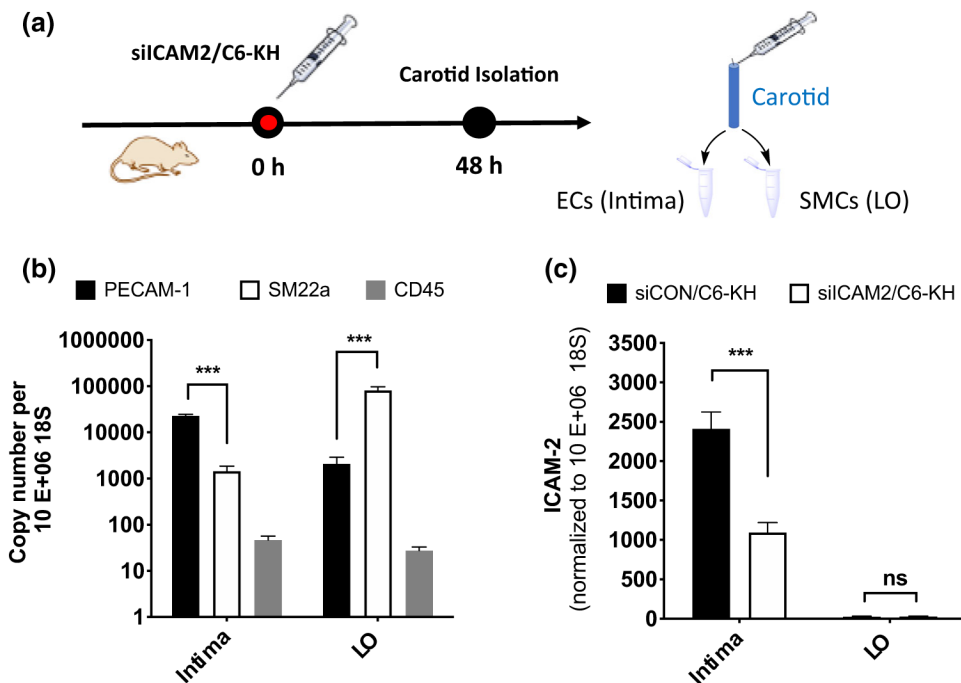 (a)
siICAM2/C6-KH
Carotid Isolation
0 h
48 h
Carotid
ECs (Intima)
SMCs (LO)
(b)
PECAM-1
SM22a
CD45
Copy number per
10 E+06 18S
1000000
100000
10000
1000
100
10
1
***
***
Intima
LO
(c)
siCON/C6-KH
siICAM2/C6-KH
ICAM-2
(normalized to 10 E+06 18S)
3500
3000
2500
2000
1500
1000
500
0
***
ns
Intima
LO